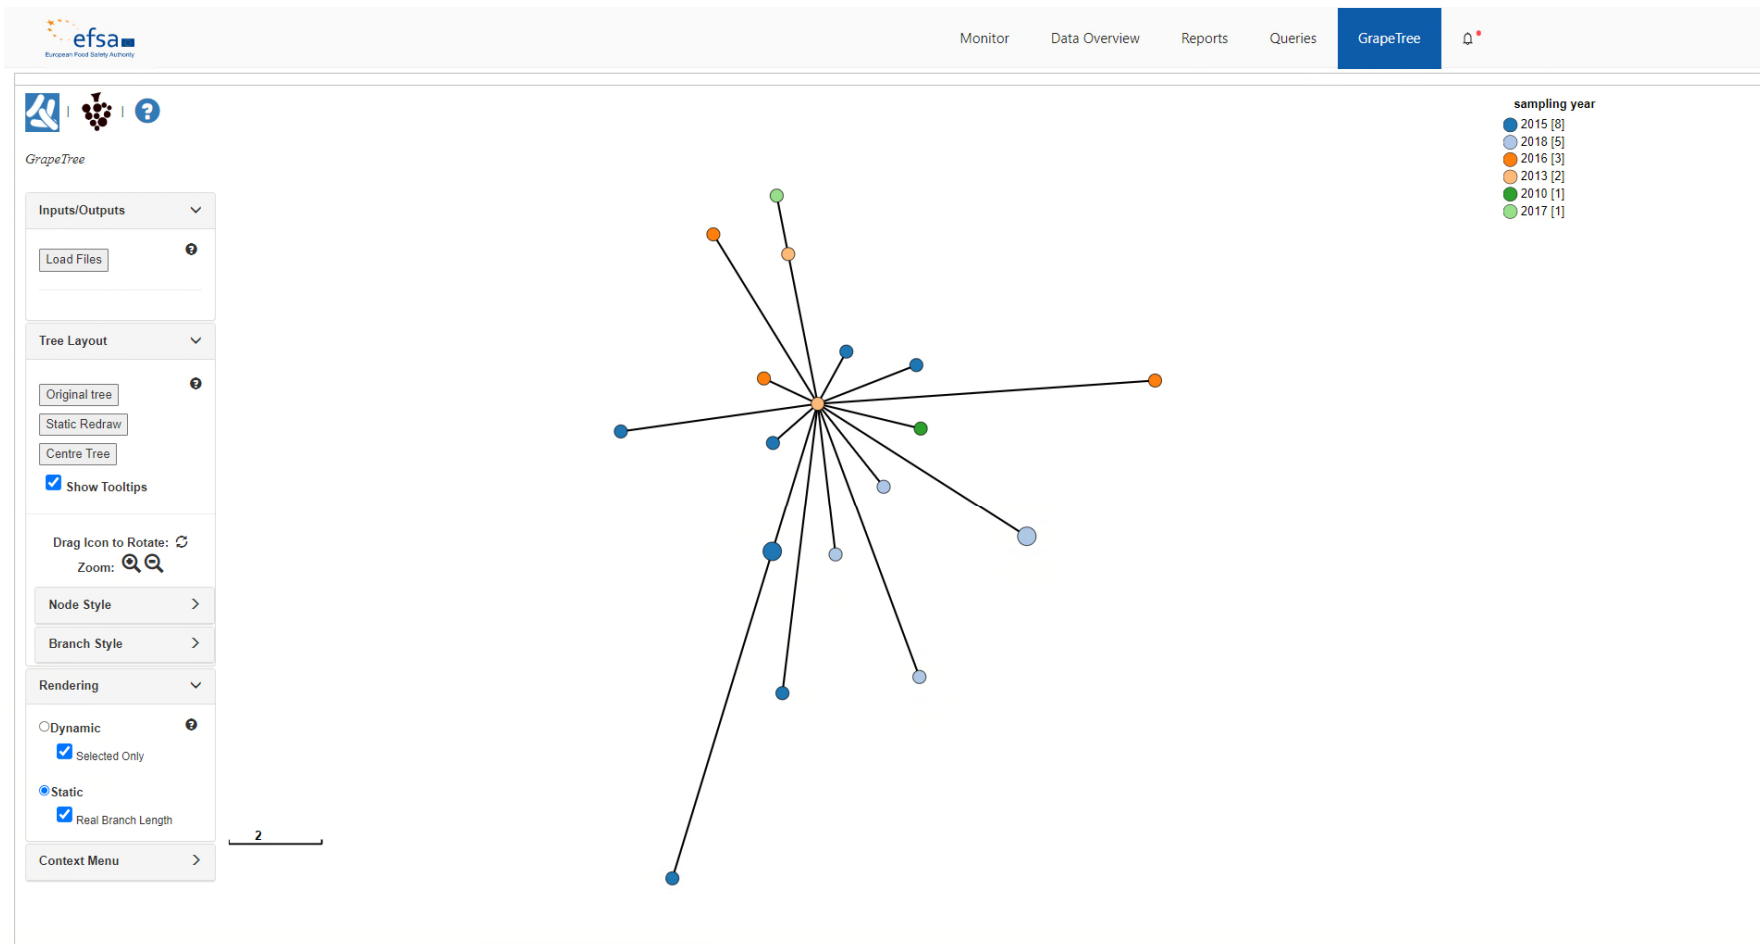 efsa
European Food Safety Authority
Monitor
Data Overview
Reports
Queries
GrapeTree
GrapeTree
Inputs/Outputs
Load Files
Tree Layout
Original tree
Static Redraw
Centre Tree
Show Tooltips
Drag Icon to Rotate:
Zoom:
Node Style
Branch Style
Rendering
Dynamic
Selected Only
Static
Real Branch Length
Context Menu
2
sampling year
2015 [8]
2018 [5]
2016 [3]
2013 [2]
2010 [1]
2017 [1]